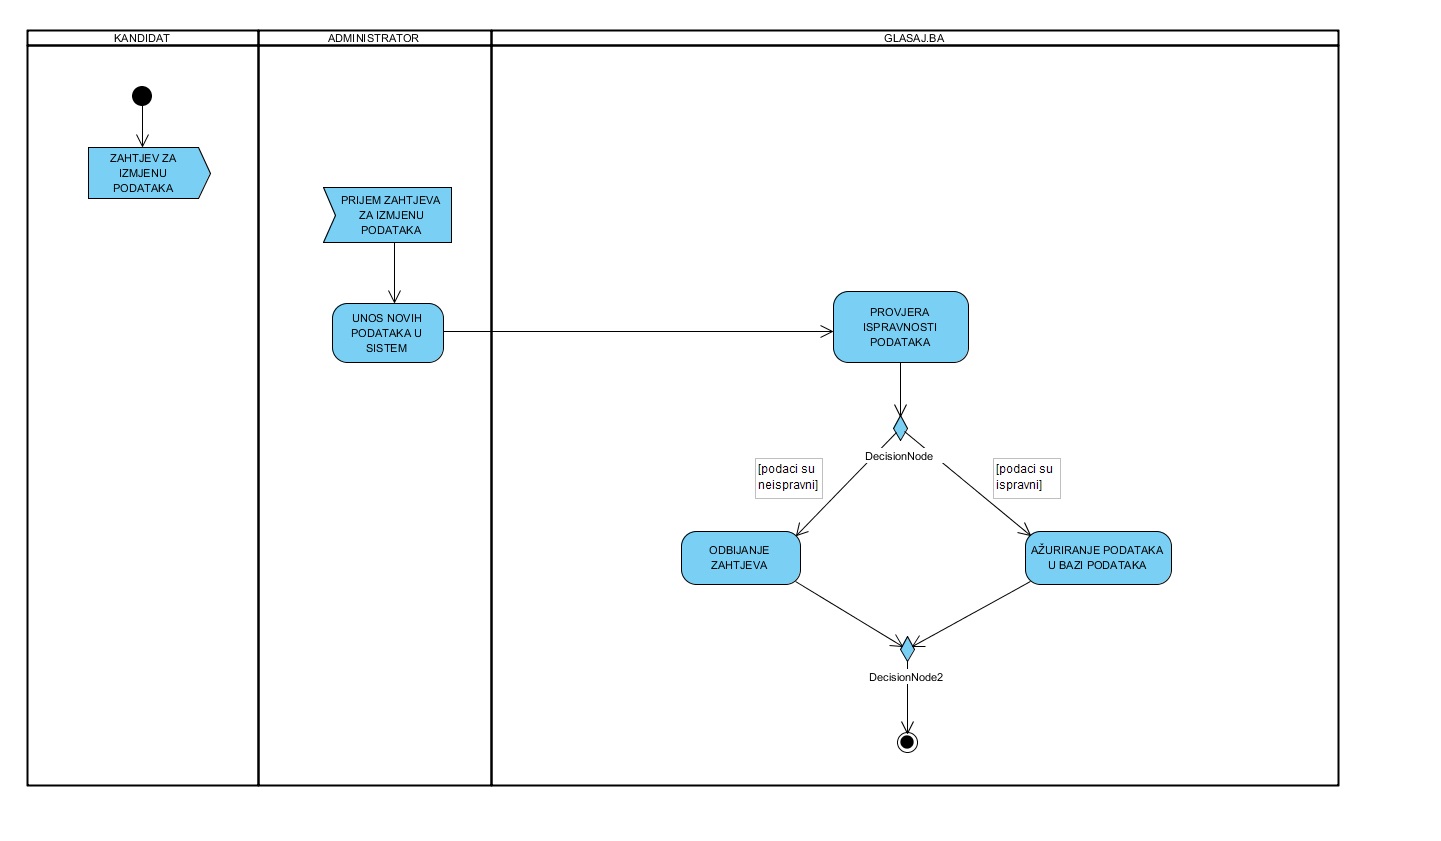 KANDIDAT
ADMINISTRATOR
GLASAJ.BA
ZAHTJEV ZA
IZMJENU
PODATAKA
PRIJEM ZAHTJEVA
ZA IZMJENU
PODATAKA
UNOS NOVIH
PODATAKA U
SISTEM
PROVJERA
ISPRAVNOSTI
PODATAKA
DecisionNode
[podaci su
neispravni]
[podaci su
ispravni]
ODBIJANJE
ZAHTJEVA
AŽURIRANJE PODATAKA
U BAZI PODATAKA
DecisionNode2